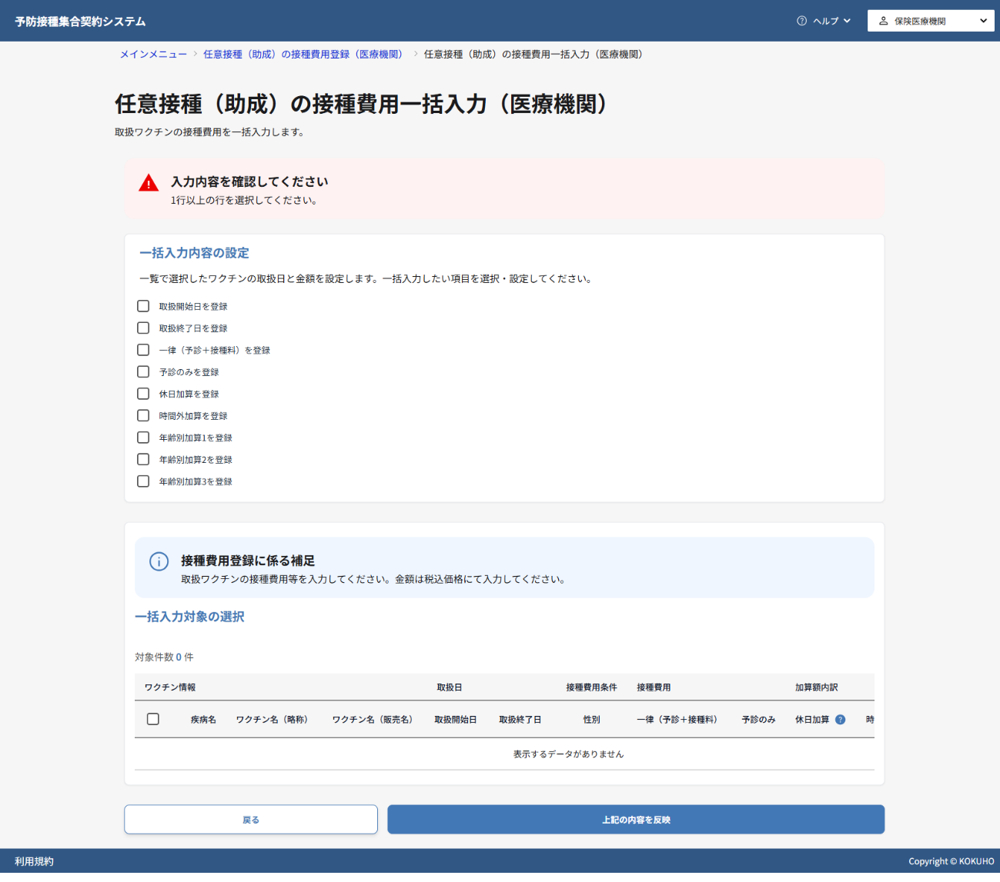 予防接種集合契約システム
ヘルプ
保険医療機関
メインメニュー > 任意接種（助成）の接種費用登録（医療機関） > 任意接種（助成）の接種費用一括入力（医療機関）
任意接種（助成）の接種費用一括入力（医療機関）
取扱ワクチンの接種費用を一括入力します。
入力内容を確認してください
1行以上の行を選択してください。
一括入力内容の設定
一覧で選択したワクチンの取扱日と金額を設定します。一括入力したい項目を選択・設定してください。
取扱開始日を登録
取扱終了日を登録
一律（予診＋接種料）を登録
予診のみを登録
休日加算を登録
時間外加算を登録
年齢別加算1を登録
年齢別加算2を登録
年齢別加算3を登録
接種費用登録に係る補足
取扱ワクチンの接種費用等を入力してください。金額は税込価格にて入力してください。
一括入力対象の選択
対象件数 0 件
ワクチン情報 取扱日 接種費用条件 接種費用 加算額内訳
疾病名 ワクチン名（略称） ワクチン名（販売名） 取扱開始日 取扱終了日 性別 一律（予診＋接種料） 予診のみ 休日加算 ? 時
表示するデータがありません
戻る
上記の内容を反映
利用規約
Copyright © KOKUHO